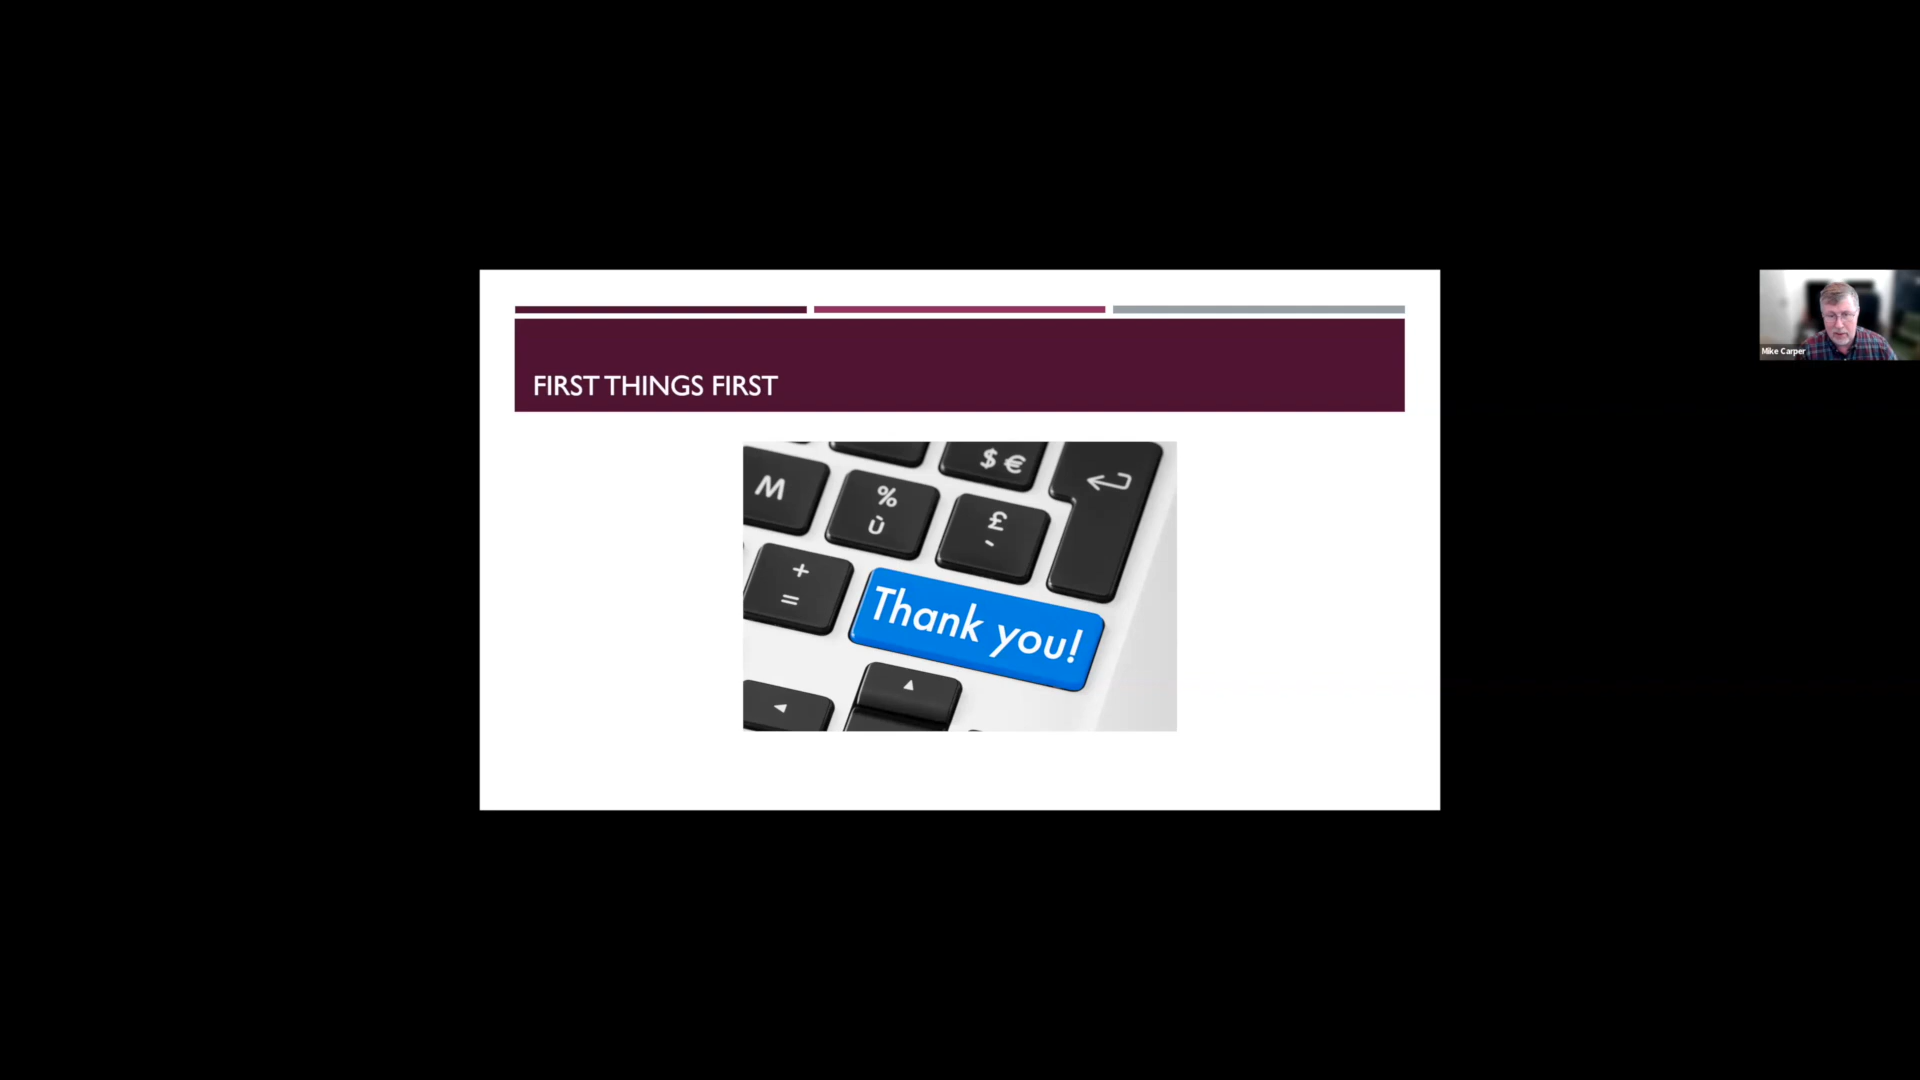 FIRST THINGS FIRST
$ €
M
%
ù
£
+
=
Thank you!
Mike Carper